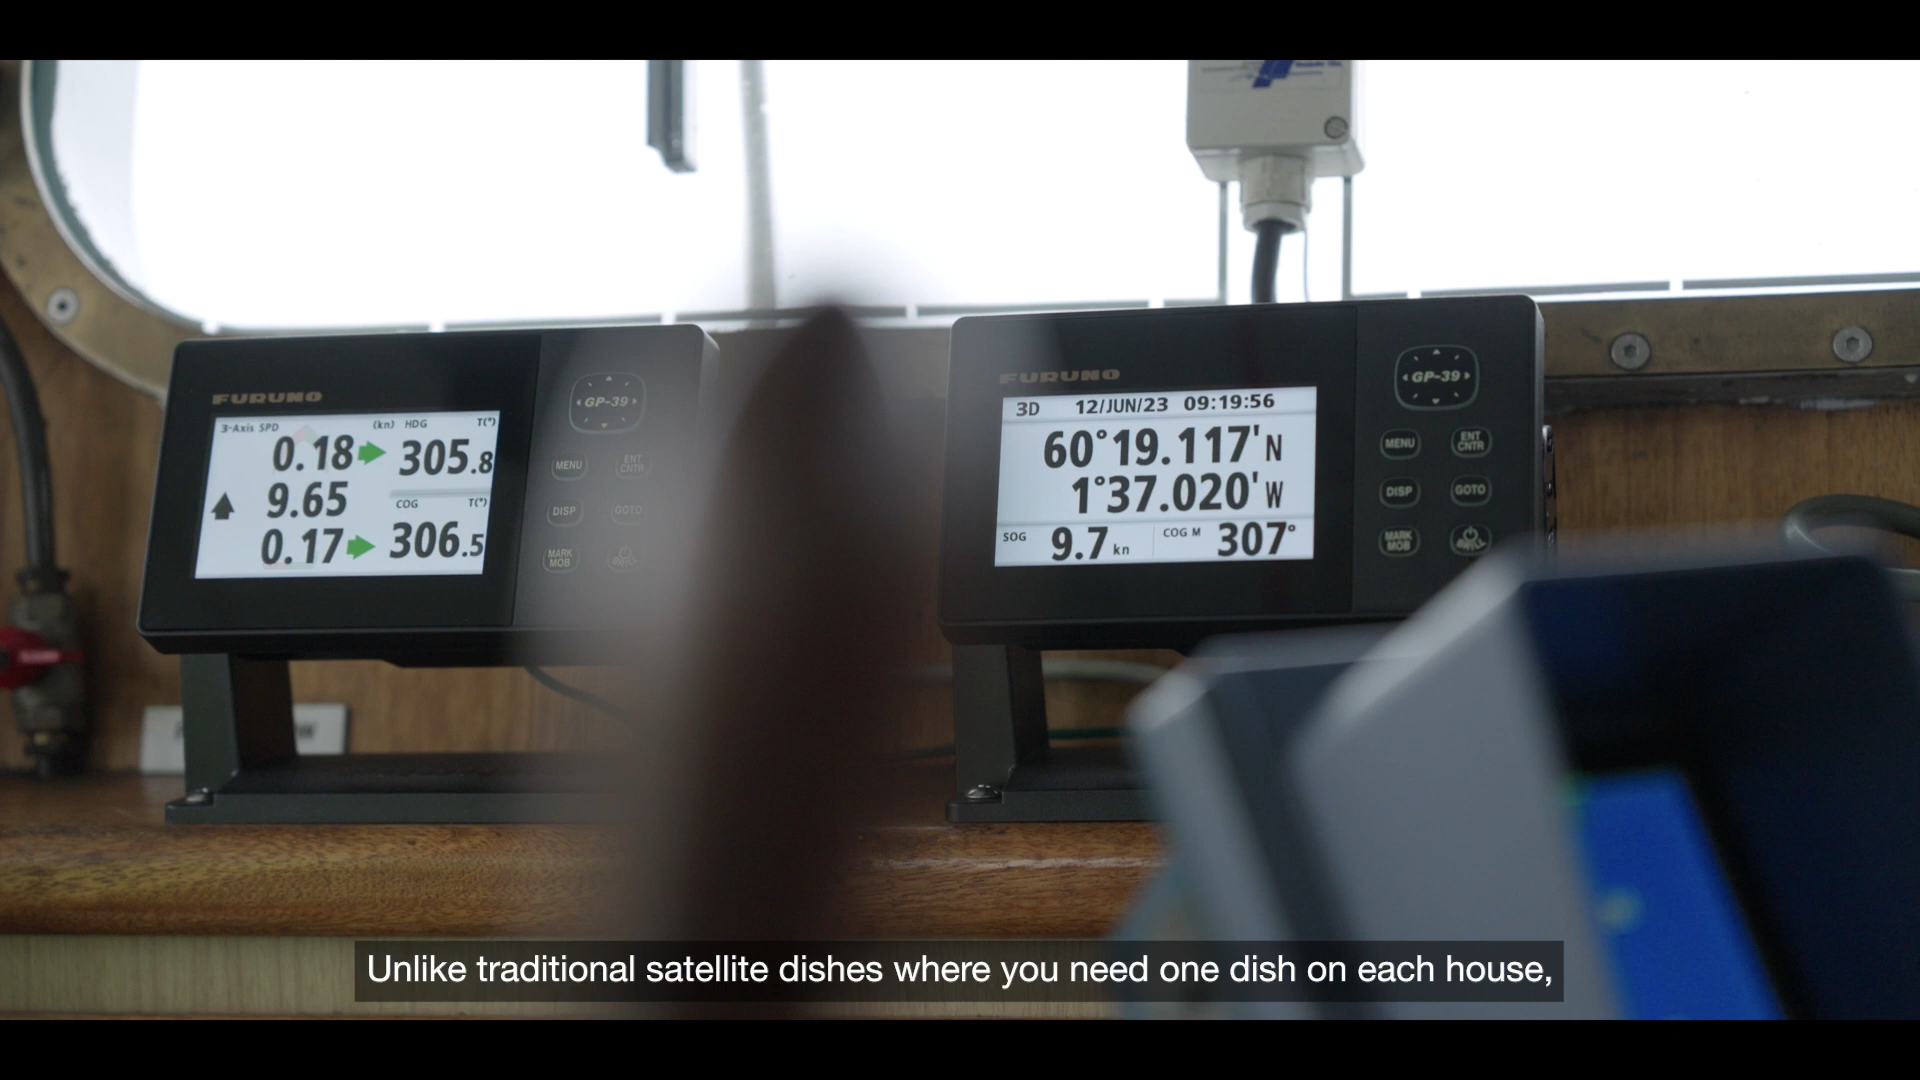 FURUNO
3-Axis SPD (kn) HDG T(°)
0.18 305.8
9.65
COG T(°)
0.17 306.5
GP-39
MENU ENT CNTR
DISP GOTO
MARK MOB
FURUNO
3D 12/JUN/23 09:19:56
60°19.117'N
1°37.020'W
SOG 9.7 kn COG M 307°
GP-39
MENU ENT CNTR
DISP GOTO
MARK MOB BRILL
Unlike traditional satellite dishes where you need one dish on each house,